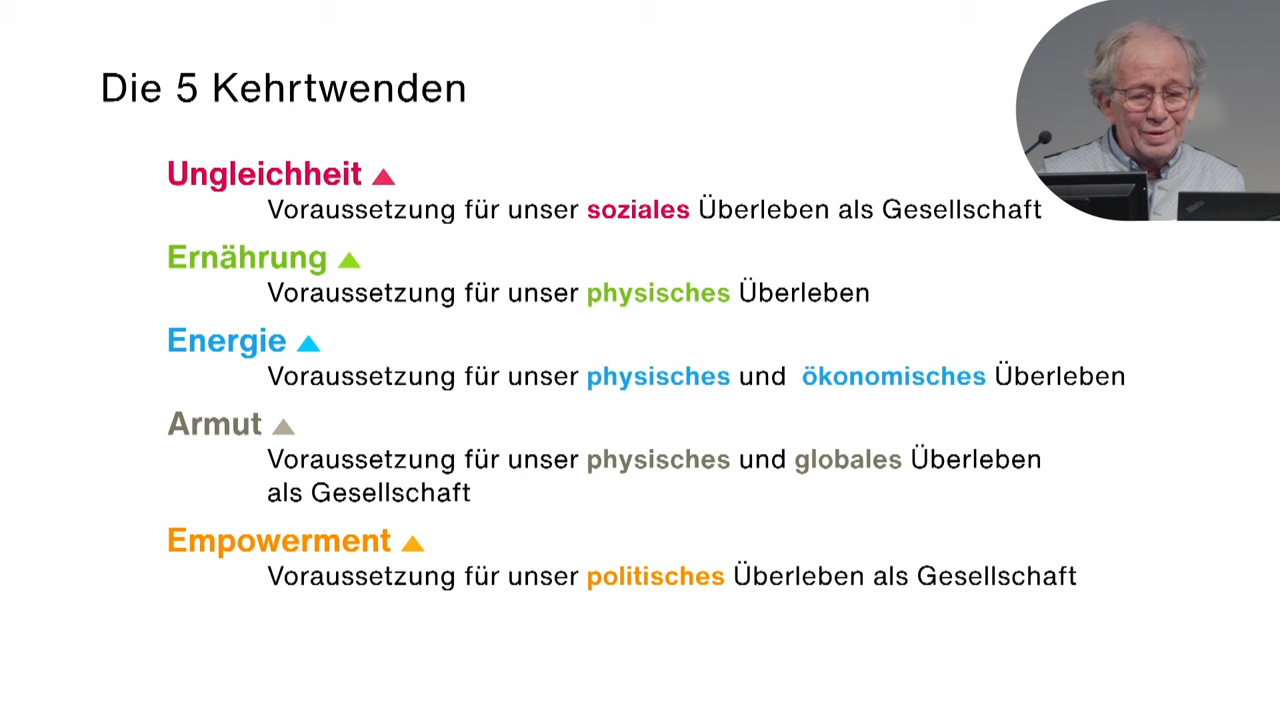 Die 5 Kehrtwenden
Ungleichheit
Voraussetzung für unser soziales Überleben als Gesellschaft
Ernährung
Voraussetzung für unser physisches Überleben
Energie
Voraussetzung für unser physisches und ökonomisches Überleben
Armut
Voraussetzung für unser physisches und globales Überleben
als Gesellschaft
Empowerment
Voraussetzung für unser politisches Überleben als Gesellschaft